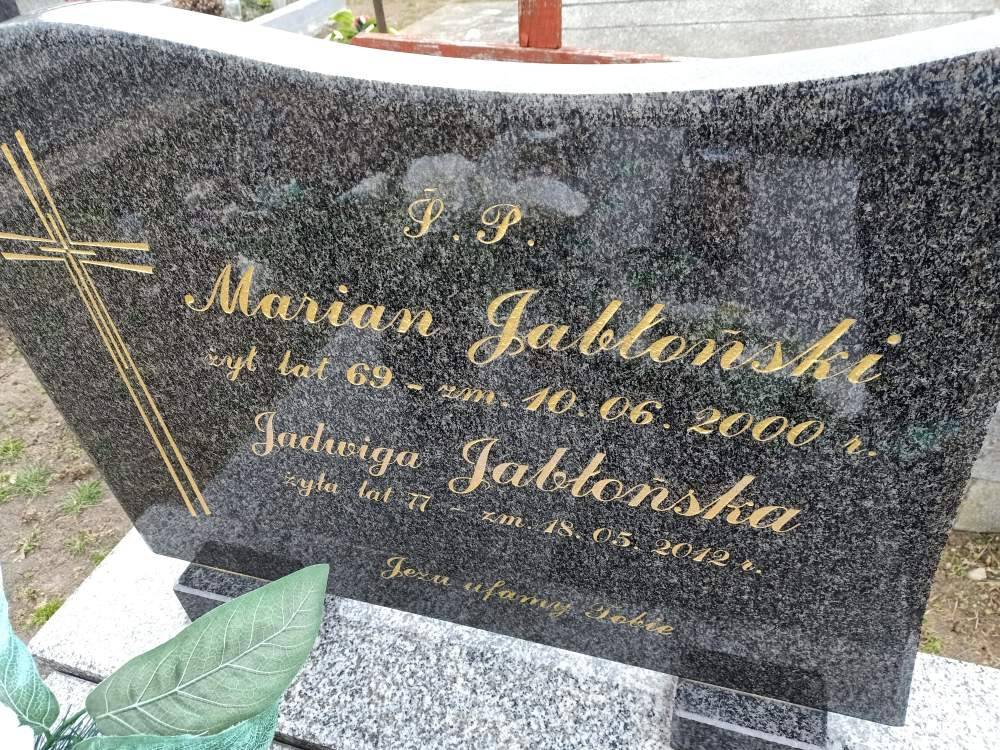 Ś.P.
Marian Jabłoński
żył lat 69 - zm. 10.06.2000 r.
Jadwiga Jabłońska
żyła lat 77 - zm. 18.05.2012 r.
Jezu ufamy Tobie